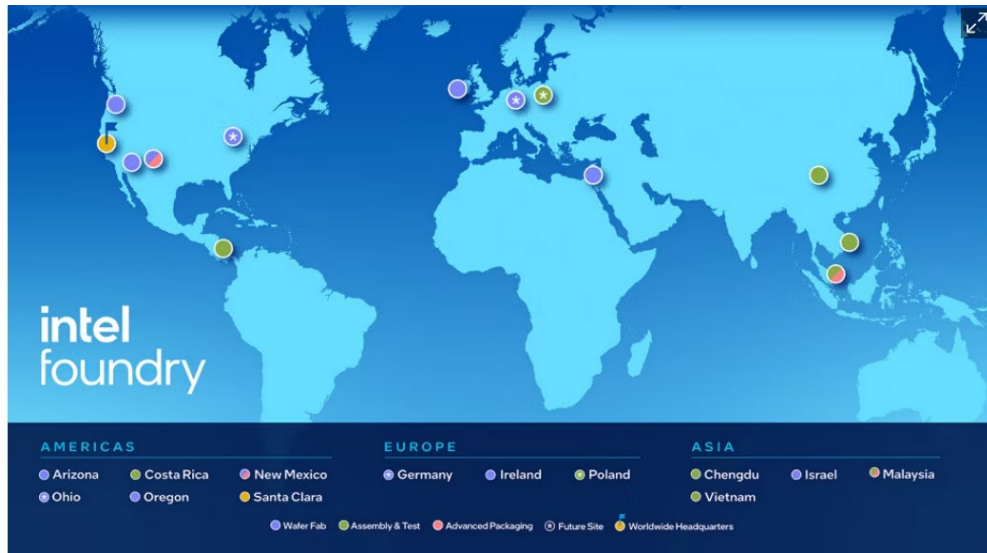 intel
foundry
AMERICAS
EUROPE
ASIA
Arizona Costa Rica New Mexico
Germany Ireland Poland
Chengdu Israel Malaysia
Ohio Oregon Santa Clara
Vietnam
Wafer Fab Assembly & Test Advanced Packaging Future Site Worldwide Headquarters